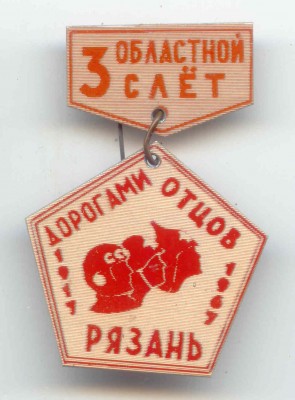 3 ОБЛАСТНОЙ
СЛЁТ
ДОРОГАМИ ОТЦОВ
1917 1967
РЯЗАНЬ